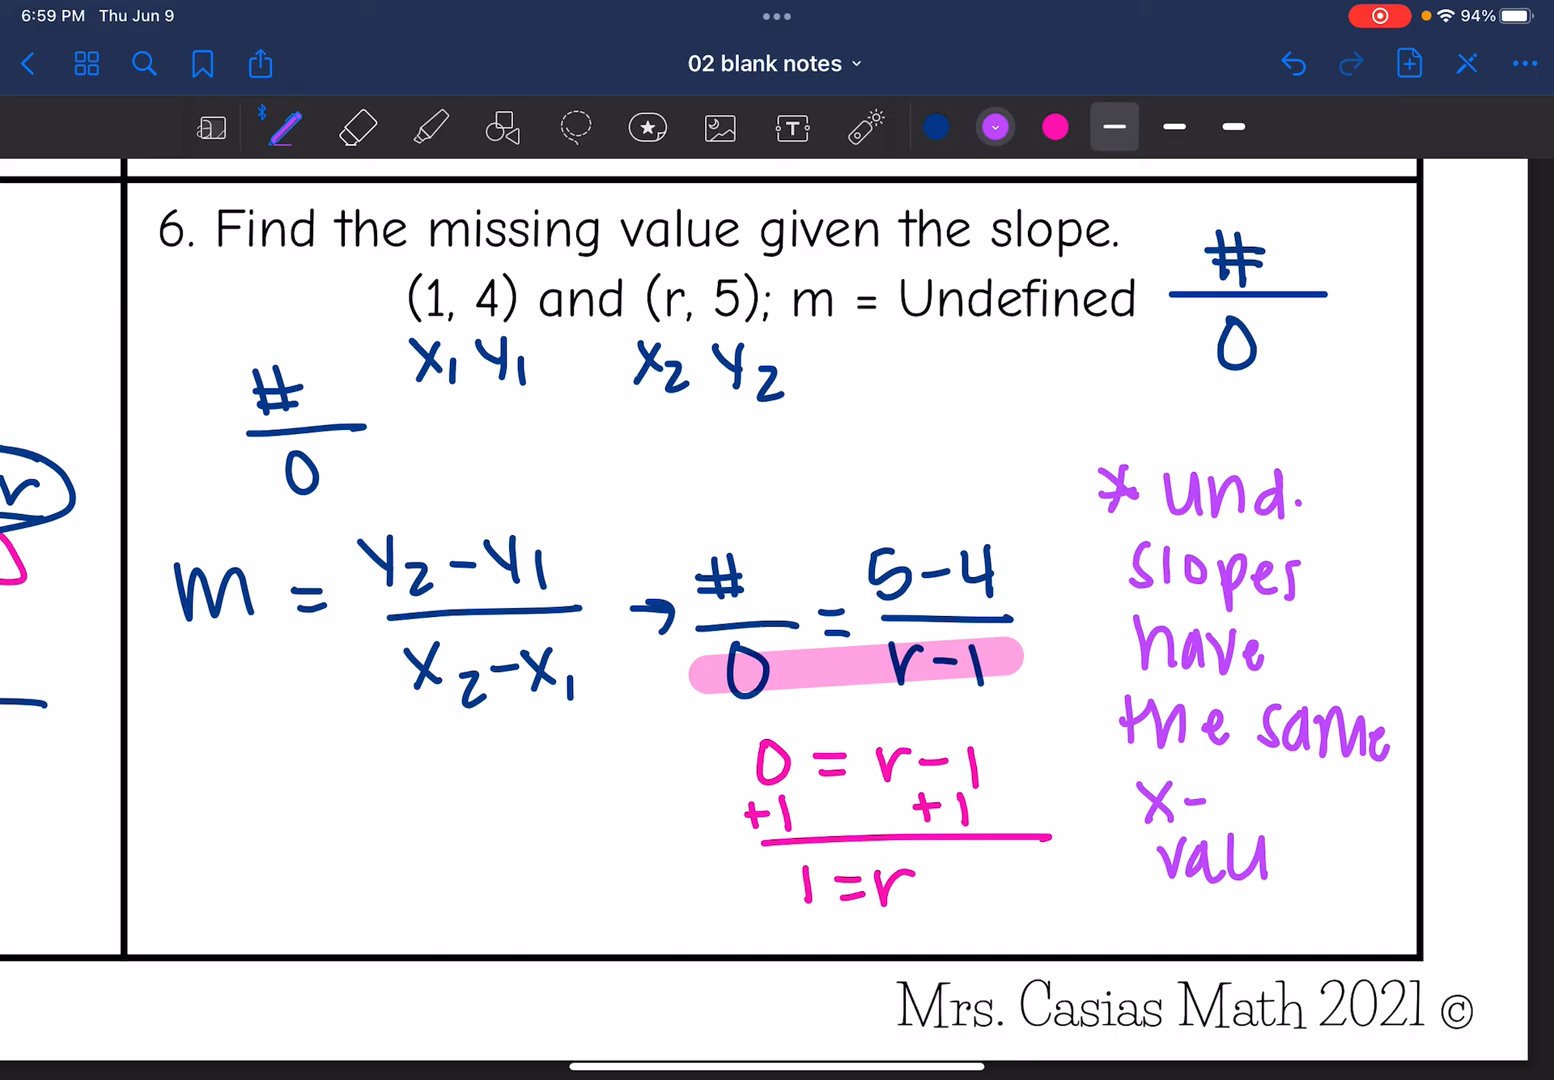 6:59 PM Thu Jun 9
94%
02 blank notes
T
6. Find the missing value given the slope.
(1, 4) and (r, 5); m = Undefined
#
0
x₁ y₁ x₂ y₂
#
0
r
m = y₂-y₁ / x₂-x₁ → # / 0 = 5-4 / r-1
0 = r-1
+1 +1
1 = r
* und.
slopes
have
the same
x-
valu
Mrs. Casias Math 2021 ©